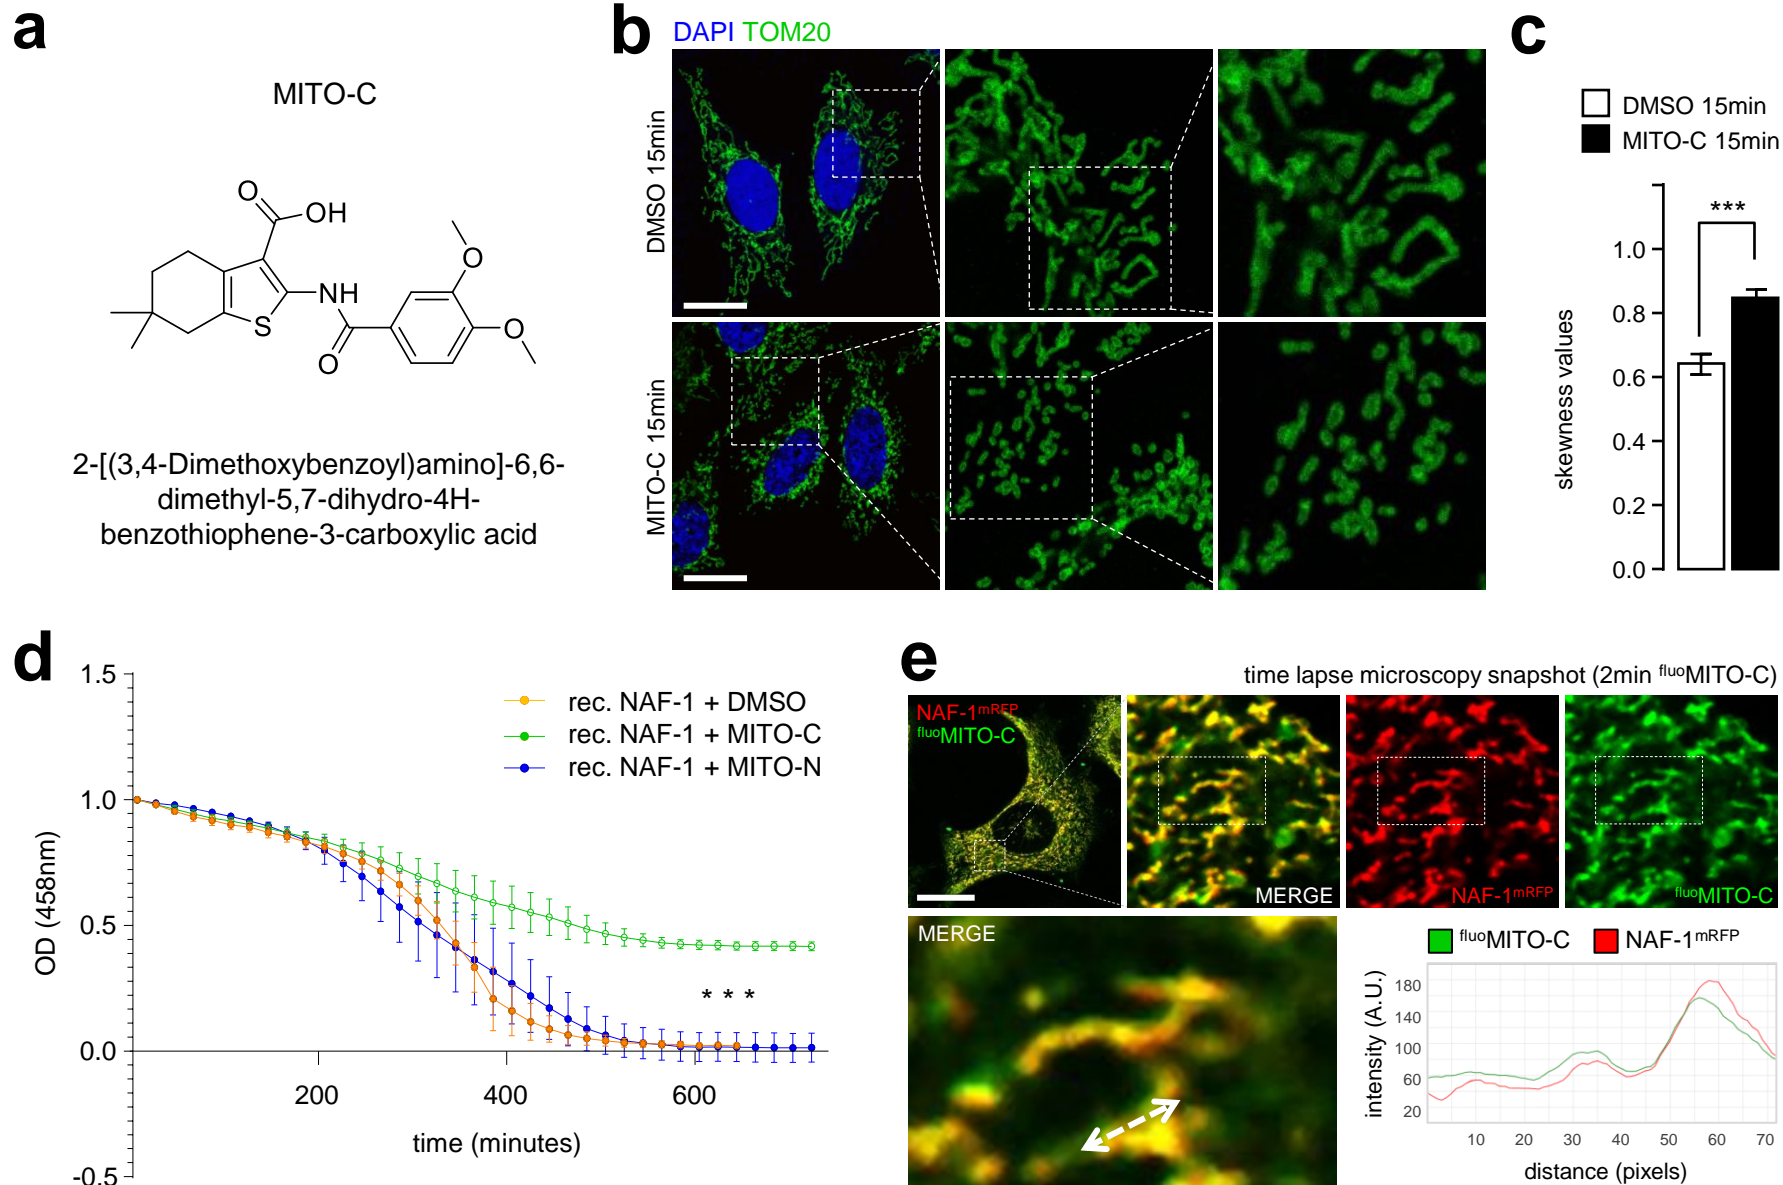 a
MITO-C
O
OH
NH
S
O
O
O
2-[(3,4-Dimethoxybenzoyl)amino]-6,6-
dimethyl-5,7-dihydro-4H-
benzothiophene-3-carboxylic acid
b
DAPI TOM20
DMSO 15min
MITO-C 15min
c
DMSO 15min
MITO-C 15min
***
1.0
0.8
0.6
0.4
0.2
0.0
skewness values
d
1.5
1.0
0.5
0.0
-0.5
OD (458nm)
rec. NAF-1 + DMSO
rec. NAF-1 + MITO-C
rec. NAF-1 + MITO-N
* * *
200
400
600
time (minutes)
e
time lapse microscopy snapshot (2min fluoMITO-C)
NAF-1mRFP
fluoMITO-C
MERGE
NAF-1mRFP
fluoMITO-C
MERGE
fluoMITO-C
NAF-1mRFP
180
140
100
60
20
intensity (A.U.)
10
20
30
40
50
60
70
distance (pixels)